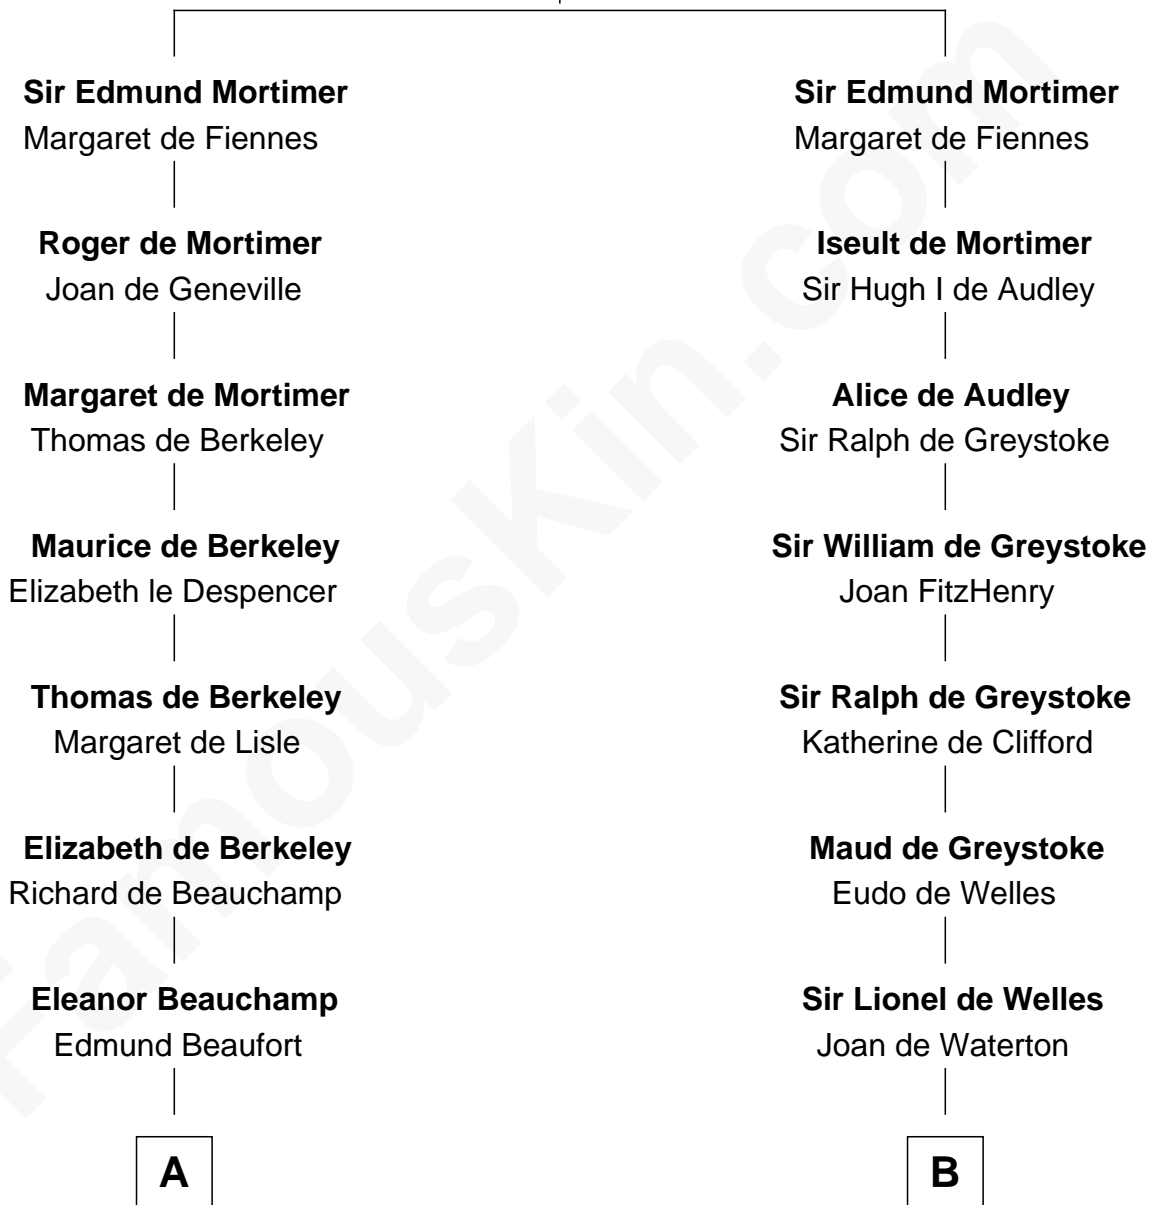 Sir Edmund Mortimer
Margaret de Fiennes
Roger de Mortimer
Joan de Geneville
Margaret de Mortimer
Thomas de Berkeley
Maurice de Berkeley
Elizabeth le Despencer
Thomas de Berkeley
Margaret de Lisle
Elizabeth de Berkeley
Richard de Beauchamp
Eleanor Beauchamp
Edmund Beaufort
A
Sir Edmund Mortimer
Margaret de Fiennes
Iseult de Mortimer
Sir Hugh I de Audley
Alice de Audley
Sir Ralph de Greystoke
Sir William de Greystoke
Joan FitzHenry
Sir Ralph de Greystoke
Katherine de Clifford
Maud de Greystoke
Eudo de Welles
Sir Lionel de Welles
Joan de Waterton
B
FamousKin.com